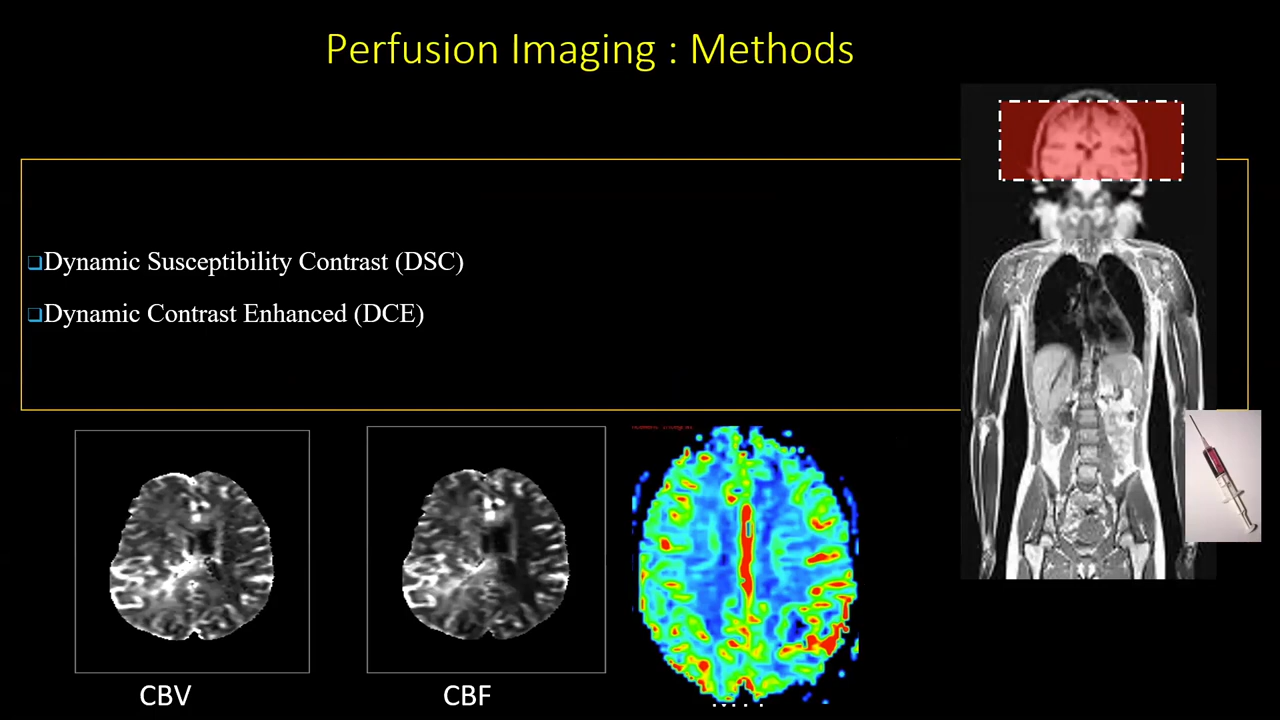 Perfusion Imaging : Methods
Dynamic Susceptibility Contrast (DSC)
Dynamic Contrast Enhanced (DCE)
CBV
CBF